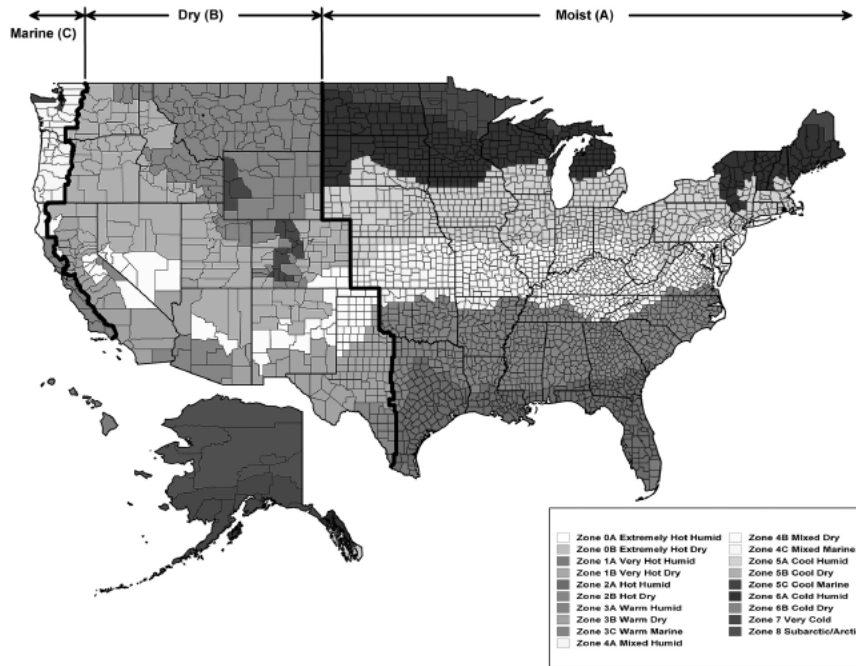 Dry (B)
Moist (A)
Marine (C)
Zone 0A Extremely Hot Humid
Zone 0B Extremely Hot Dry
Zone 1A Very Hot Humid
Zone 1B Very Hot Dry
Zone 2A Hot Humid
Zone 2B Hot Dry
Zone 3A Warm Humid
Zone 3B Warm Dry
Zone 3C Warm Marine
Zone 4A Mixed Humid
Zone 4B Mixed Dry
Zone 4C Mixed Marine
Zone 5A Cool Humid
Zone 5B Cool Dry
Zone 5C Cool Marine
Zone 6A Cold Humid
Zone 6B Cold Dry
Zone 7 Very Cold
Zone 8 Subarctic/Arcti